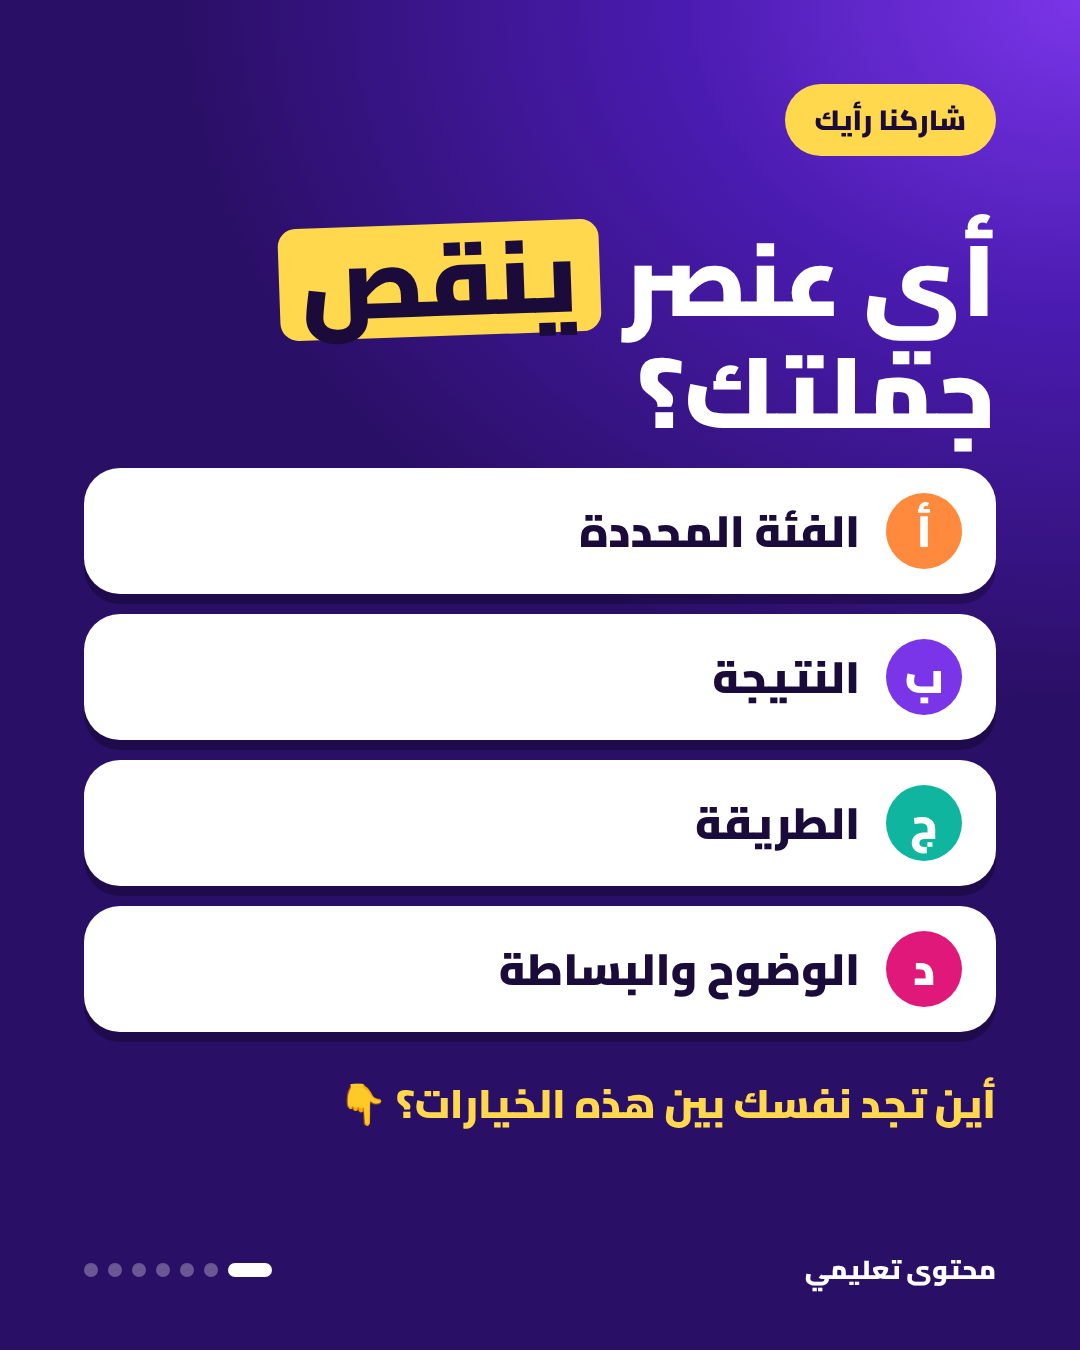 شاركنا رأيك
أي عنصر ينقص
جملتك؟
أ الفئة المحددة
ب النتيجة
ج الطريقة
د الوضوح والبساطة
أين تجد نفسك بين هذه الخيارات؟ 👇
محتوى تعليمي